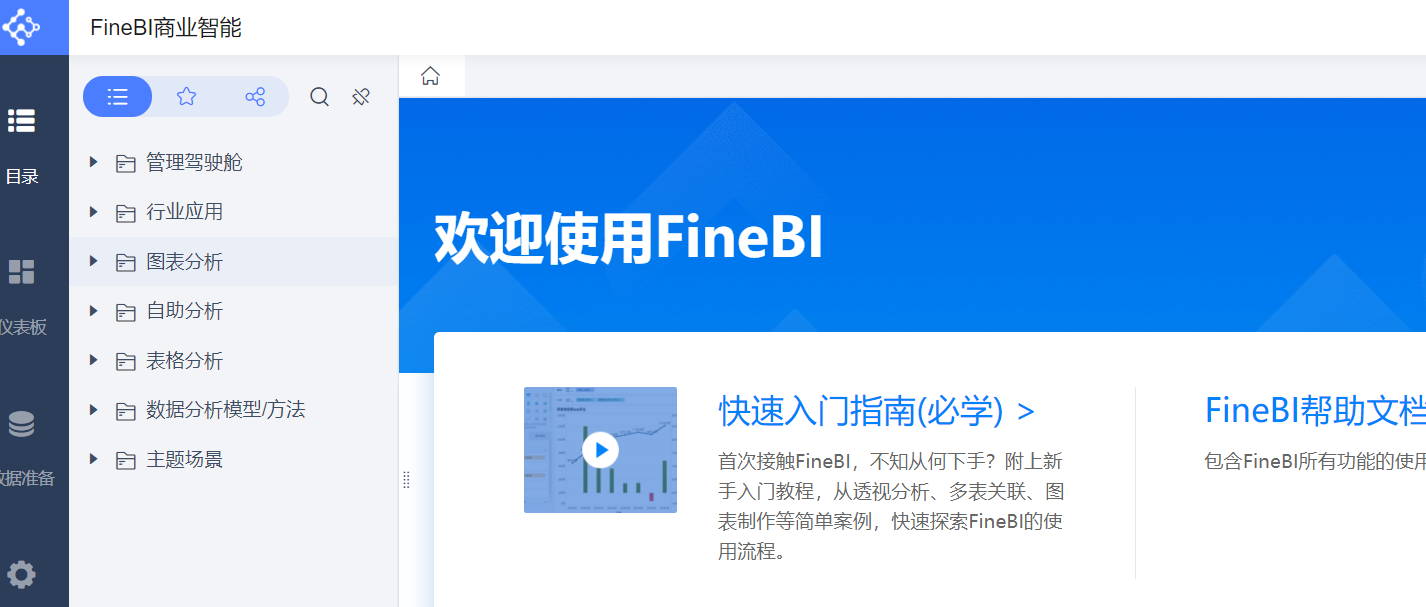 FineBI商业智能
目录
仪表板
数据准备
管理驾驶舱
行业应用
图表分析
自助分析
表格分析
数据分析模型/方法
主题场景
欢迎使用FineBI
快速入门指南(必学) >
首次接触FineBI，不知从何下手？附上新
手入门教程，从透视分析、多表关联、图
表制作等简单案例，快速探索FineBI的使
用流程。
FineBI帮助文档
包含FineBI所有功能的使用